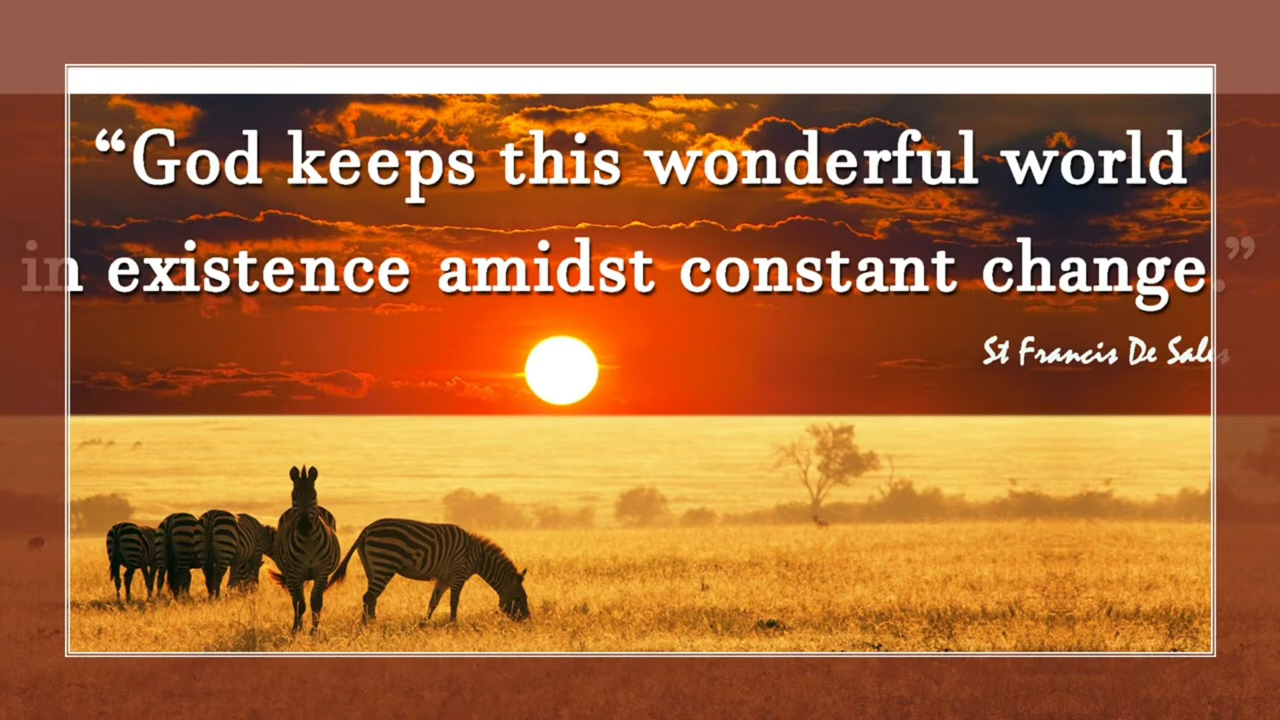 “God keeps this wonderful world
in existence amidst constant change.”
St Francis De Sales